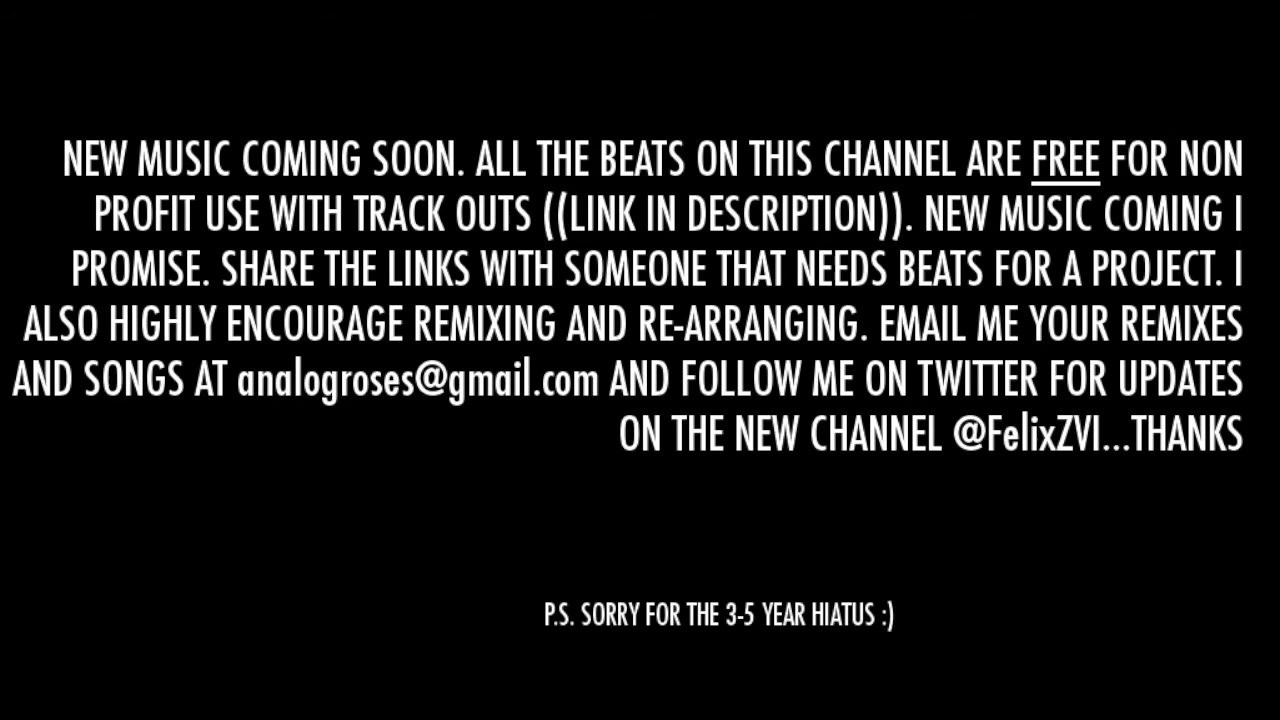 NEW MUSIC COMING SOON. ALL THE BEATS ON THIS CHANNEL ARE FREE FOR NON
PROFIT USE WITH TRACK OUTS ((LINK IN DESCRIPTION)). NEW MUSIC COMING I
PROMISE. SHARE THE LINKS WITH SOMEONE THAT NEEDS BEATS FOR A PROJECT. I
ALSO HIGHLY ENCOURAGE REMIXING AND RE-ARRANGING. EMAIL ME YOUR REMIXES
AND SONGS AT analogroses@gmail.com AND FOLLOW ME ON TWITTER FOR UPDATES
ON THE NEW CHANNEL @FelixZVI...THANKS
P.S. SORRY FOR THE 3-5 YEAR HIATUS :)